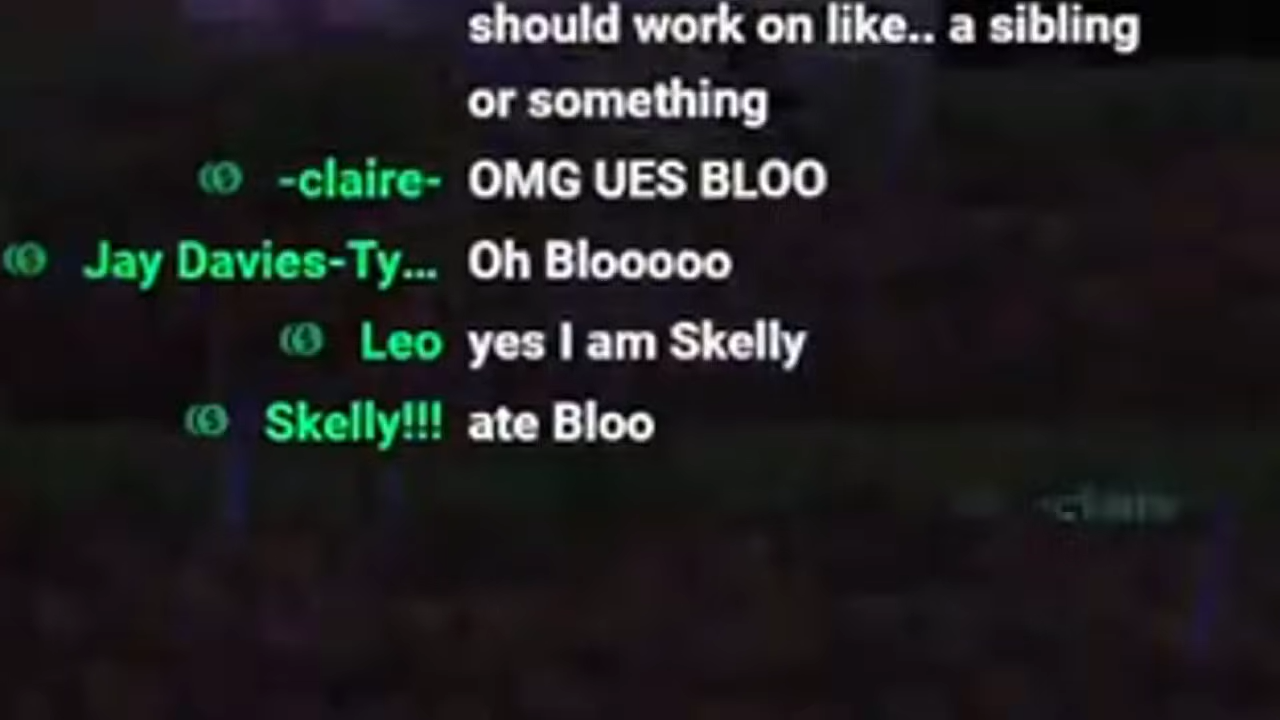 should work on like.. a sibling
or something
-claire- OMG UES BLOO
Jay Davies-Ty... Oh Blooooo
Leo yes I am Skelly
Skelly!!! ate Bloo